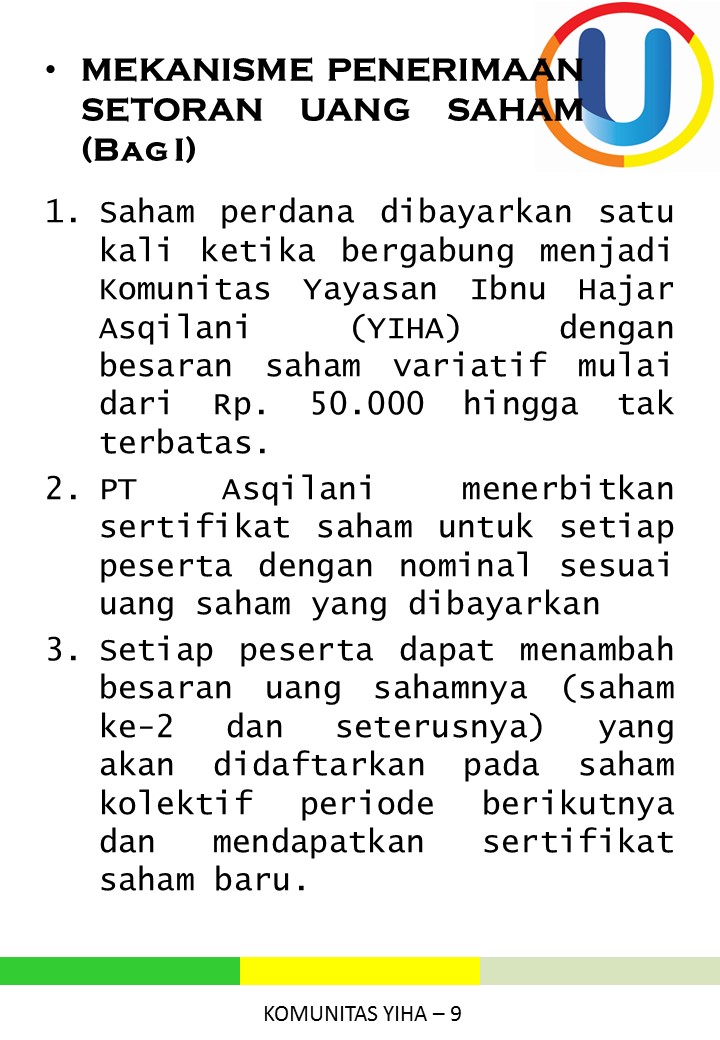 • MEKANISME PENERIMAAN
SETORAN UANG SAHAM
(BAG I)
1. Saham perdana dibayarkan satu
kali ketika bergabung menjadi
Komunitas Yayasan Ibnu Hajar
Asqilani (YIHA) dengan
besaran saham variatif mulai
dari Rp. 50.000 hingga tak
terbatas.
2. PT Asqilani menerbitkan
sertifikat saham untuk setiap
peserta dengan nominal sesuai
uang saham yang dibayarkan
3. Setiap peserta dapat menambah
besaran uang sahamnya (saham
ke-2 dan seterusnya) yang
akan didaftarkan pada saham
kolektif periode berikutnya
dan mendapatkan sertifikat
saham baru.
KOMUNITAS YIHA – 9